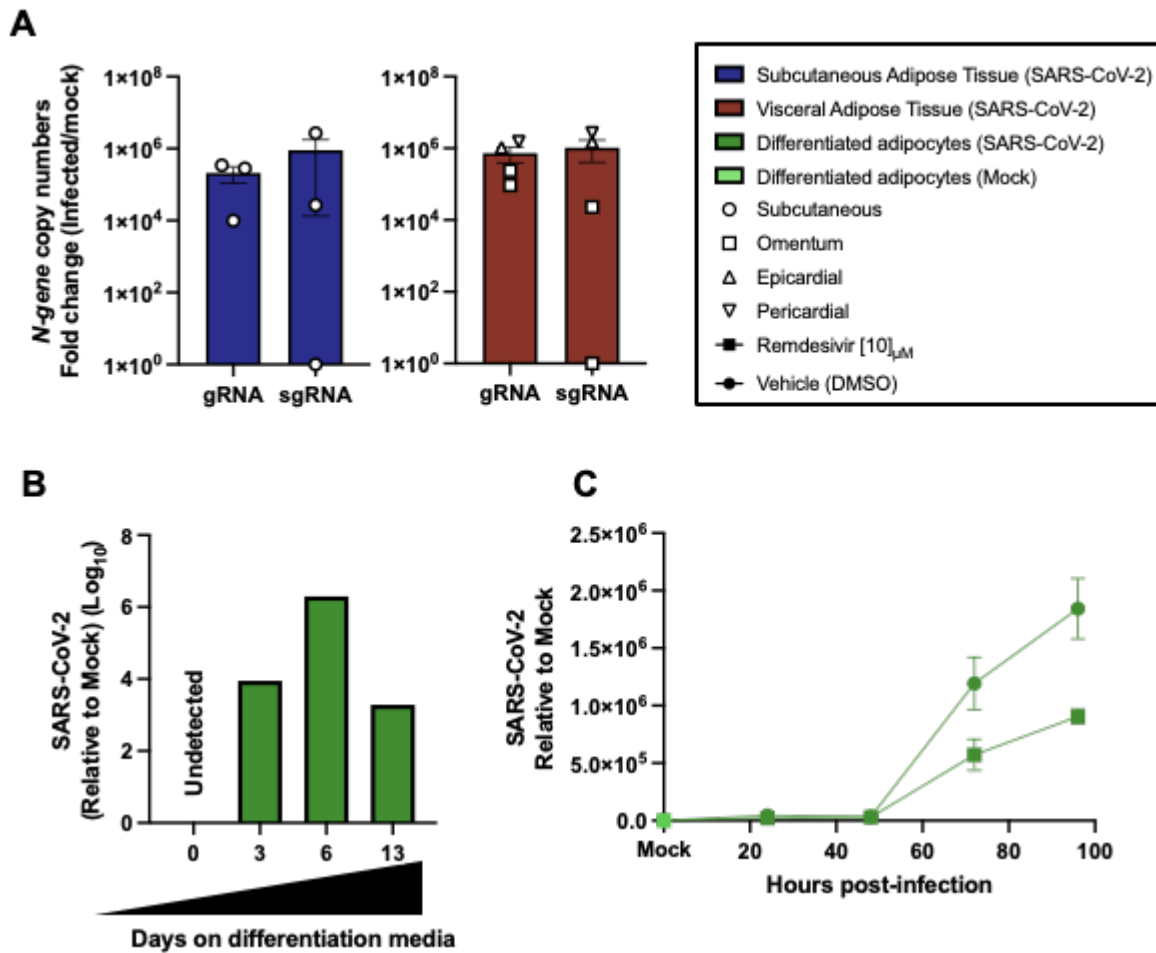 A
N-gene copy numbers
Fold change (Infected/mock)
1×10⁸
1×10⁶
1×10⁴
1×10²
1×10⁰
gRNA
sgRNA
1×10⁸
1×10⁶
1×10⁴
1×10²
1×10⁰
gRNA
sgRNA
Subcutaneous Adipose Tissue (SARS-CoV-2)
Visceral Adipose Tissue (SARS-CoV-2)
Differentiated adipocytes (SARS-CoV-2)
Differentiated adipocytes (Mock)
Subcutaneous
Omentum
Epicardial
Pericardial
Remdesivir [10]µM
Vehicle (DMSO)
B
SARS-CoV-2
(Relative to Mock) (Log₁₀)
8
6
4
2
0
Undetected
0
3
6
13
Days on differentiation media
C
SARS-CoV-2
Relative to Mock
2.5×10⁶
2.0×10⁶
1.5×10⁶
1.0×10⁶
5.0×10⁵
0.0
Mock
20
40
60
80
100
Hours post-infection